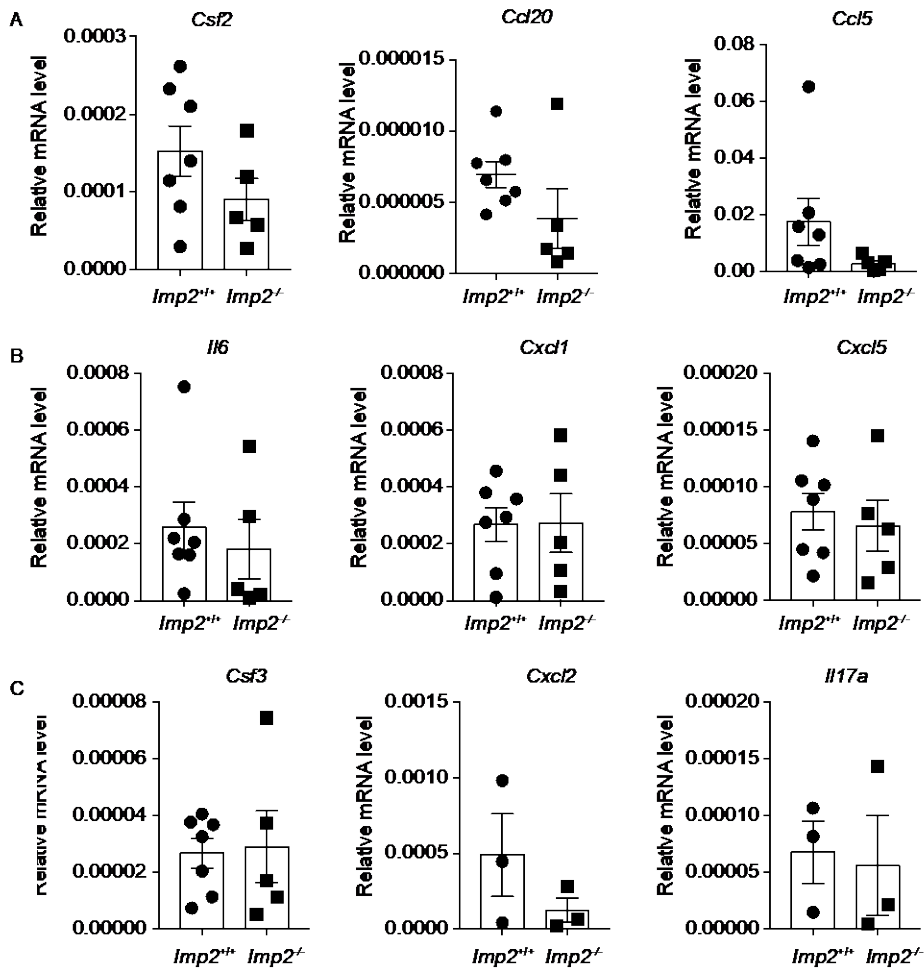 A
Csf2
Ccl20
Ccl5
Relative mRNA level
0.0003
0.0002
0.0001
0.0000
Imp2+/+ Imp2-/-
Relative mRNA level
0.000015
0.000010
0.000005
0.000000
Imp2+/+ Imp2-/-
Relative mRNA level
0.08
0.06
0.04
0.02
0.00
Imp2+/+ Imp2-/-
B
Il6
Cxcl1
Cxcl5
Relative mRNA level
0.0008
0.0006
0.0004
0.0002
0.0000
Imp2+/+ Imp2-/-
Relative mRNA level
0.0008
0.0006
0.0004
0.0002
0.0000
Imp2+/+ Imp2-/-
Relative mRNA level
0.00020
0.00015
0.00010
0.00005
0.00000
Imp2+/+ Imp2-/-
C
Csf3
Cxcl2
Il17a
Relative mRNA level
0.00008
0.00006
0.00004
0.00002
0.00000
Imp2+/+ Imp2-/-
Relative mRNA level
0.0015
0.0010
0.0005
0.0000
Imp2+/+ Imp2-/-
Relative mRNA level
0.00020
0.00015
0.00010
0.00005
0.00000
Imp2+/+ Imp2-/-